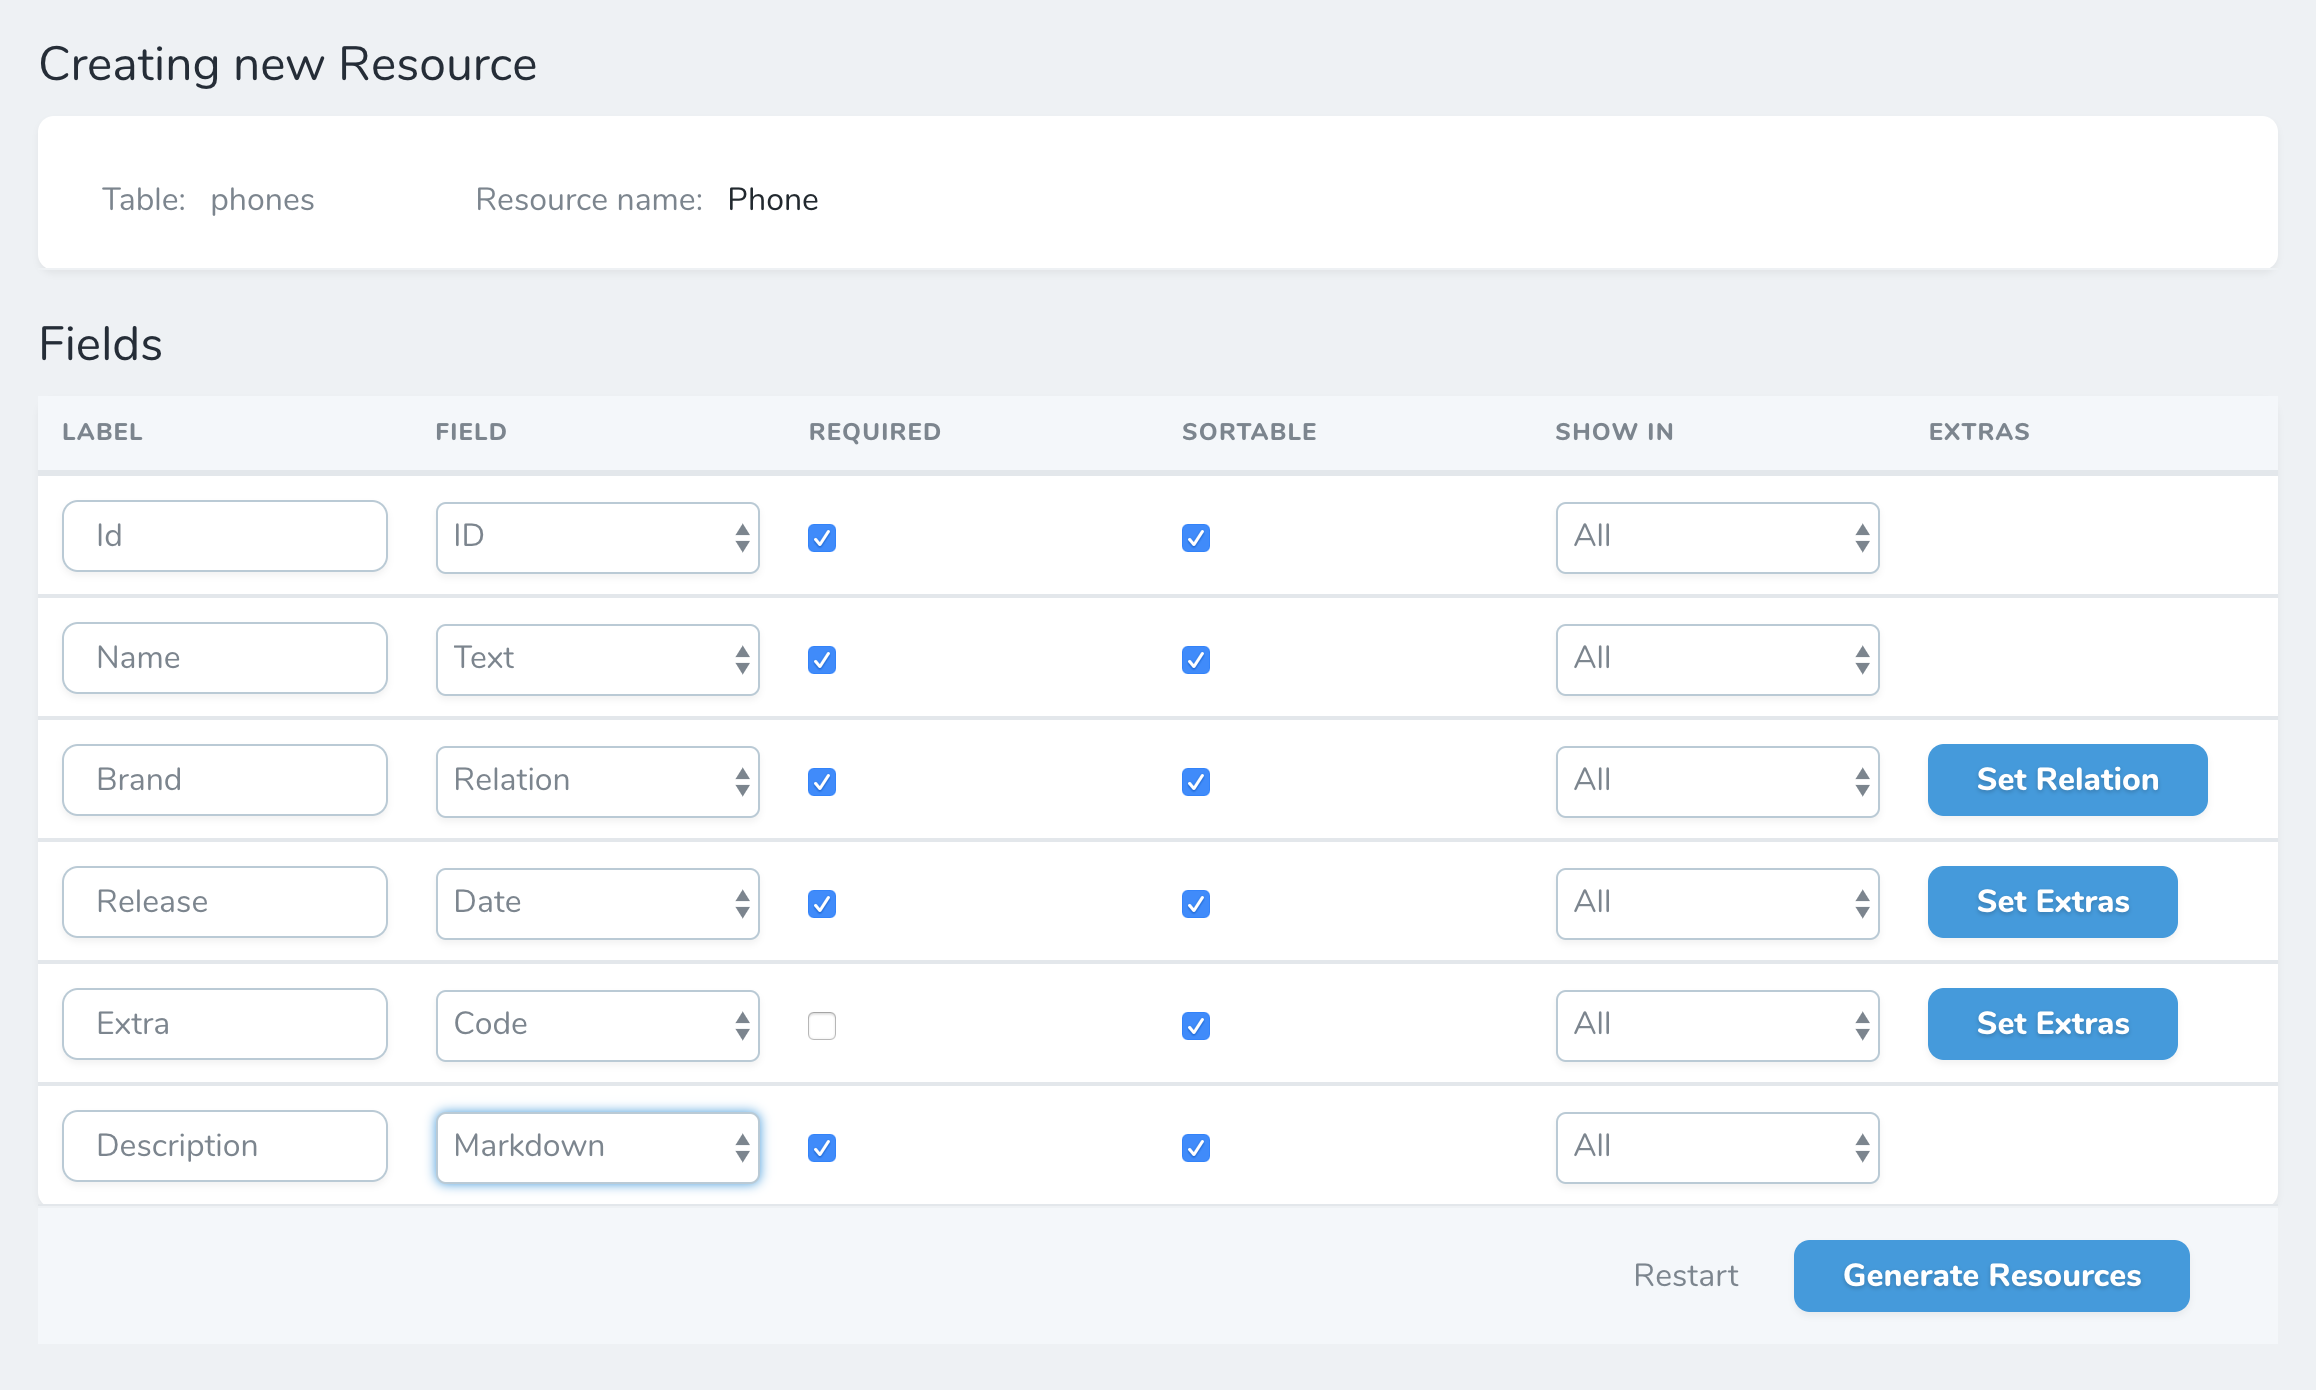 Creating new Resource
Table: phones Resource name: Phone
Fields
LABEL FIELD REQUIRED SORTABLE SHOW IN EXTRAS
Id ID All
Name Text All
Brand Relation All Set Relation
Release Date All Set Extras
Extra Code All Set Extras
Description Markdown All
Restart Generate Resources